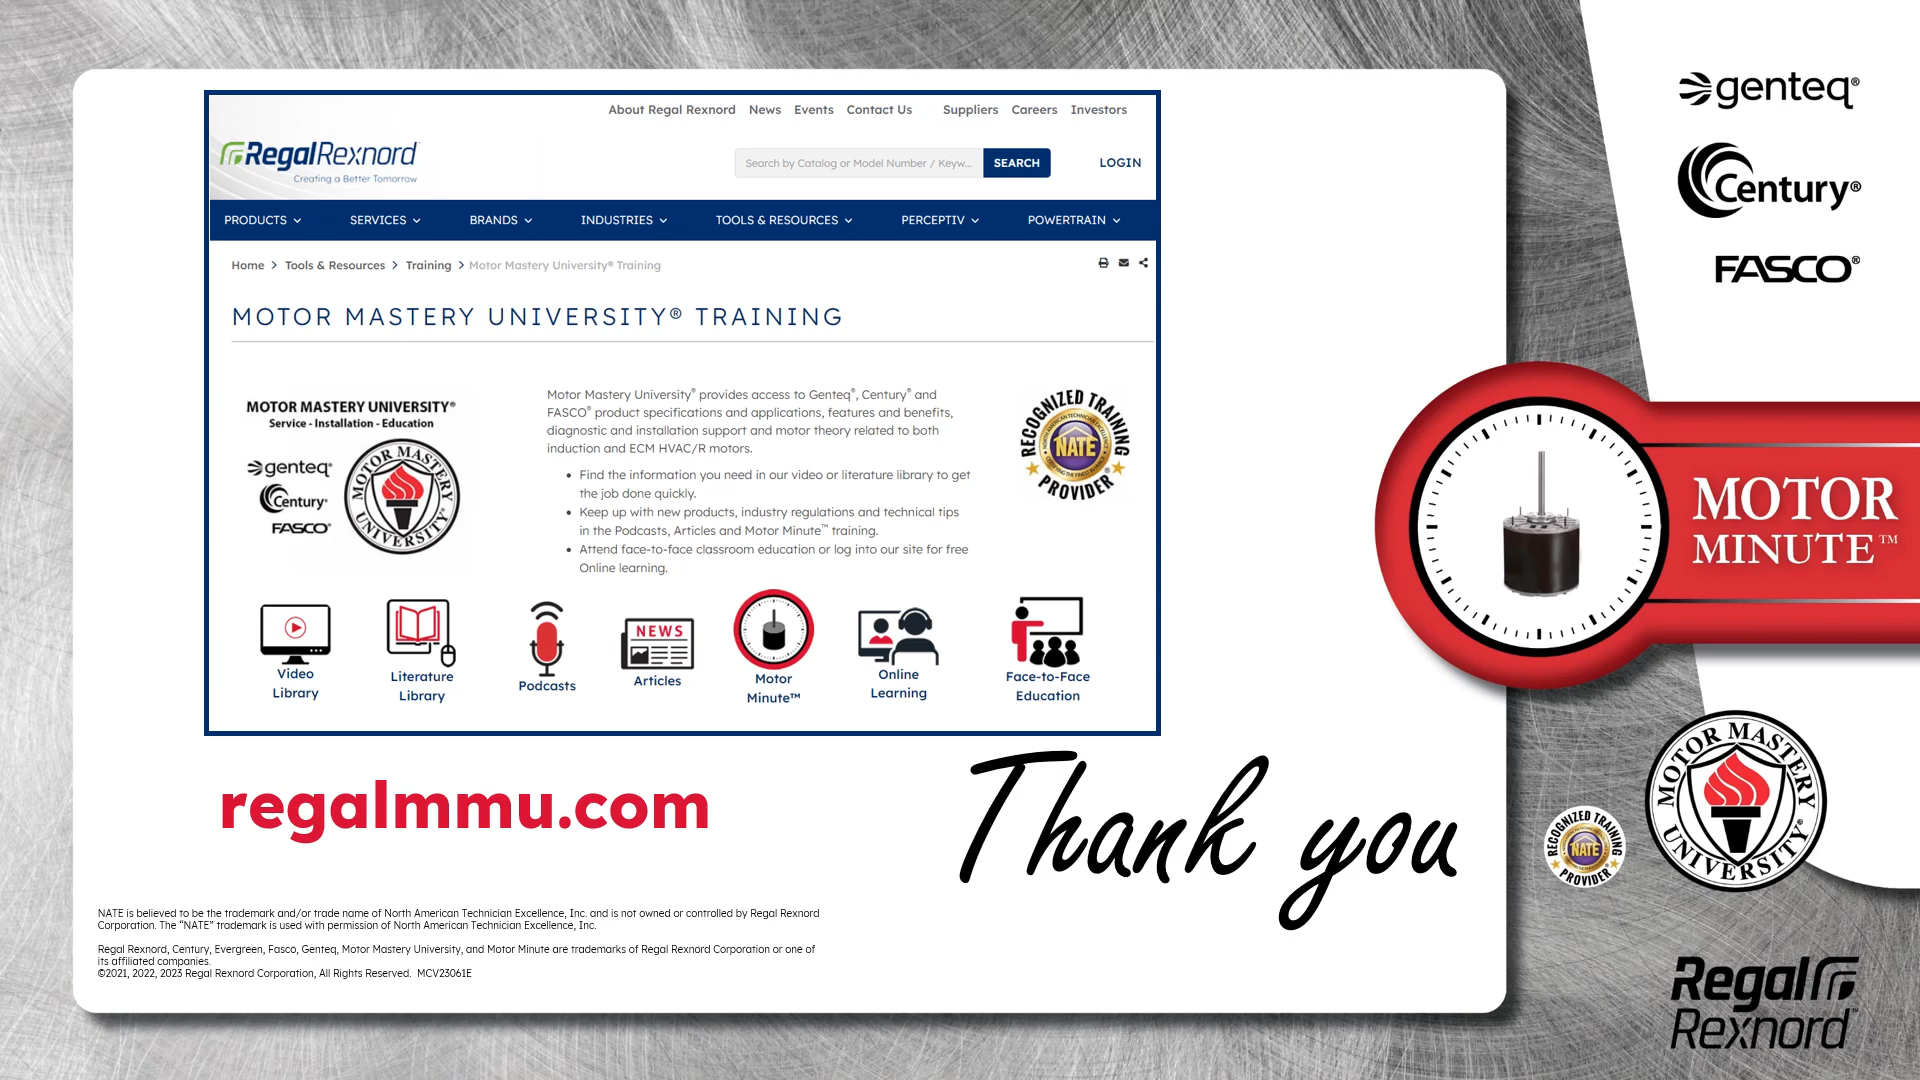 About Regal Rexnord News Events Contact Us Suppliers Careers Investors
RegalRexnord
Creating a Better Tomorrow
Search by Catalog or Model Number / Keyw... SEARCH LOGIN
PRODUCTS SERVICES BRANDS INDUSTRIES TOOLS & RESOURCES PERCEPTIV POWERTRAIN
Home > Tools & Resources > Training > Motor Mastery University® Training
MOTOR MASTERY UNIVERSITY® TRAINING
MOTOR MASTERY UNIVERSITY®
Service - Installation - Education
genteq®
Century®
FASCO®
MOTOR MASTERY UNIVERSITY®
Motor Mastery University® provides access to Genteq®, Century® and
FASCO® product specifications and applications, features and benefits,
diagnostic and installation support and motor theory related to both
induction and ECM HVAC/R motors.
• Find the information you need in our video or literature library to get
the job done quickly.
• Keep up with new products, industry regulations and technical tips
in the Podcasts, Articles and Motor Minute™ training.
• Attend face-to-face classroom education or log into our site for free
Online learning.
RECOGNIZED TRAINING
NORTH AMERICAN TECHNICIAN EXCELLENCE
NATE
CERTIFYING THE FINEST IN HVACR
PROVIDER
Video
Library
Literature
Library
Podcasts
NEWS
Articles
Motor
Minute™
Online
Learning
Face-to-Face
Education
regalmmu.com
Thank you
NATE is believed to be the trademark and/or trade name of North American Technician Excellence, Inc. and is not owned or controlled by Regal Rexnord
Corporation. The “NATE” trademark is used with permission of North American Technician Excellence, Inc.
Regal Rexnord, Century, Evergreen, Fasco, Genteq, Motor Mastery University, and Motor Minute are trademarks of Regal Rexnord Corporation or one of
its affiliated companies.
©2021, 2022, 2023 Regal Rexnord Corporation, All Rights Reserved. MCV23061E
genteq®
Century®
FASCO®
MOTOR
MINUTE™
MOTOR MASTERY UNIVERSITY®
RECOGNIZED TRAINING
NATE
PROVIDER
Regal
Rexnord™